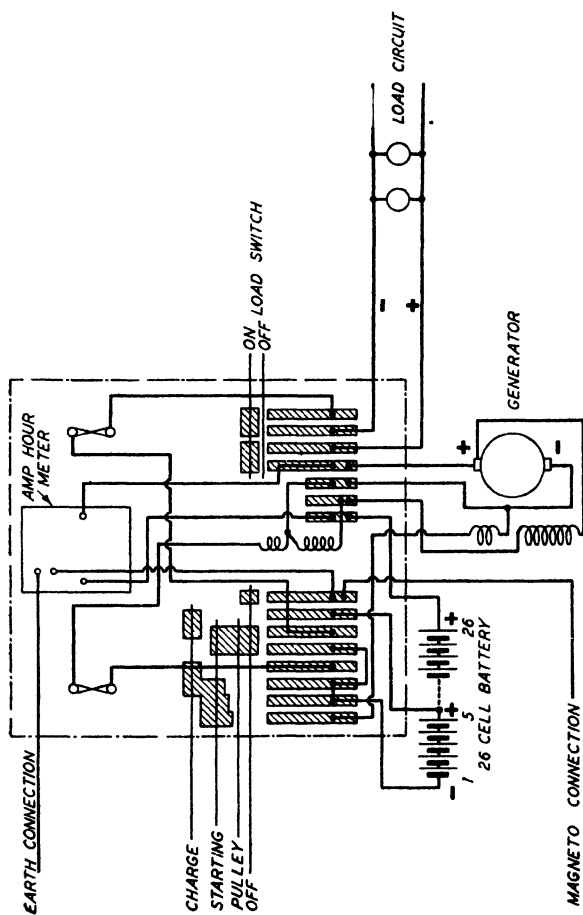 AMP HOUR
METER
EARTH CONNECTION
CHARGE
STARTING
PULLEY
OFF
ON
OFF LOAD SWITCH
LOAD CIRCUIT
-
+
GENERATOR
+
-
+
26
+
5
-
1
26 CELL BATTERY
MAGNETO CONNECTION